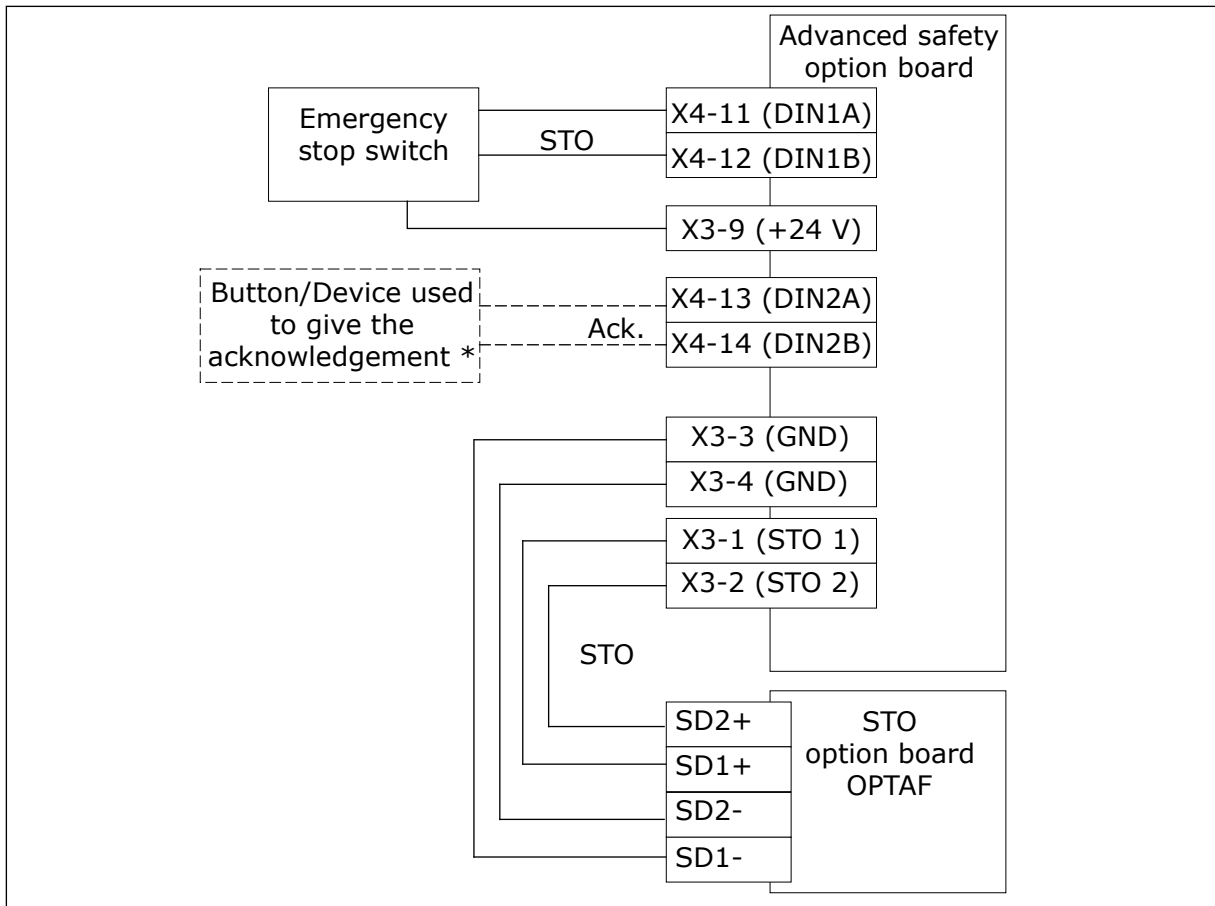 Advanced safety
option board
Emergency
stop switch
STO
X4-11 (DIN1A)
X4-12 (DIN1B)
X3-9 (+24 V)
Button/Device used
to give the
acknowledgement *
Ack.
X4-13 (DIN2A)
X4-14 (DIN2B)
X3-3 (GND)
X3-4 (GND)
X3-1 (STO 1)
X3-2 (STO 2)
STO
SD2+
SD1+
SD2-
SD1-
STO
option board
OPTAF